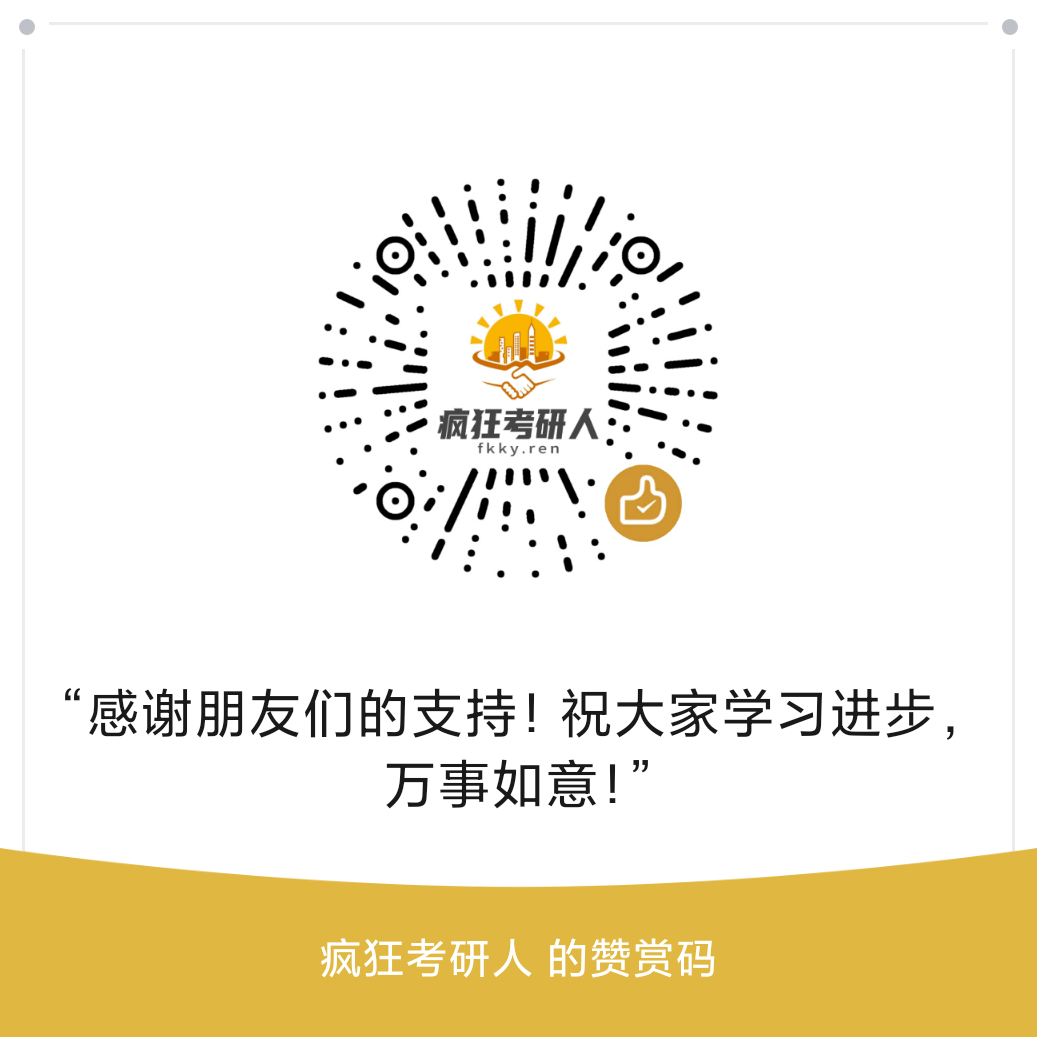 疯狂考研人
fkky.ren
“感谢朋友们的支持！祝大家学习进步，
万事如意！”
疯狂考研人 的赞赏码